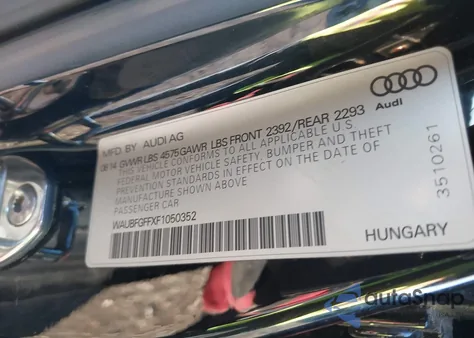 MFD. BY AUDI AG
08/14 GVWR LBS 4575 GAWR LBS FRONT 2392/REAR 2293
THIS VEHICLE CONFORMS TO ALL APPLICABLE U.S.
FEDERAL MOTOR VEHICLE SAFETY, BUMPER AND THEFT
PREVENTION STANDARDS IN EFFECT ON THE DATE OF
MANUFACTURE SHOWN ABOVE.
PASSENGER CAR
WAUBFGFFXF1050352
Audi
3510261
HUNGARY
autoSnap